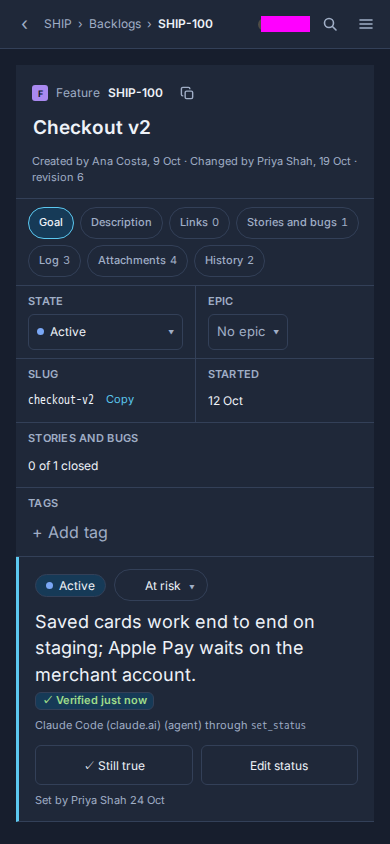 SHIP › Backlogs › SHIP-100
F Feature SHIP-100
Checkout v2
Created by Ana Costa, 9 Oct · Changed by Priya Shah, 19 Oct ·
revision 6
Goal Description Links 0 Stories and bugs 1
Log 3 Attachments 4 History 2
STATE EPIC
Active No epic
SLUG STARTED
checkout-v2 Copy 12 Oct
STORIES AND BUGS
0 of 1 closed
TAGS
+ Add tag
Active At risk
Saved cards work end to end on
staging; Apple Pay waits on the
merchant account.
✓ Verified just now
Claude Code (claude.ai) (agent) through set_status
✓ Still true Edit status
Set by Priya Shah 24 Oct